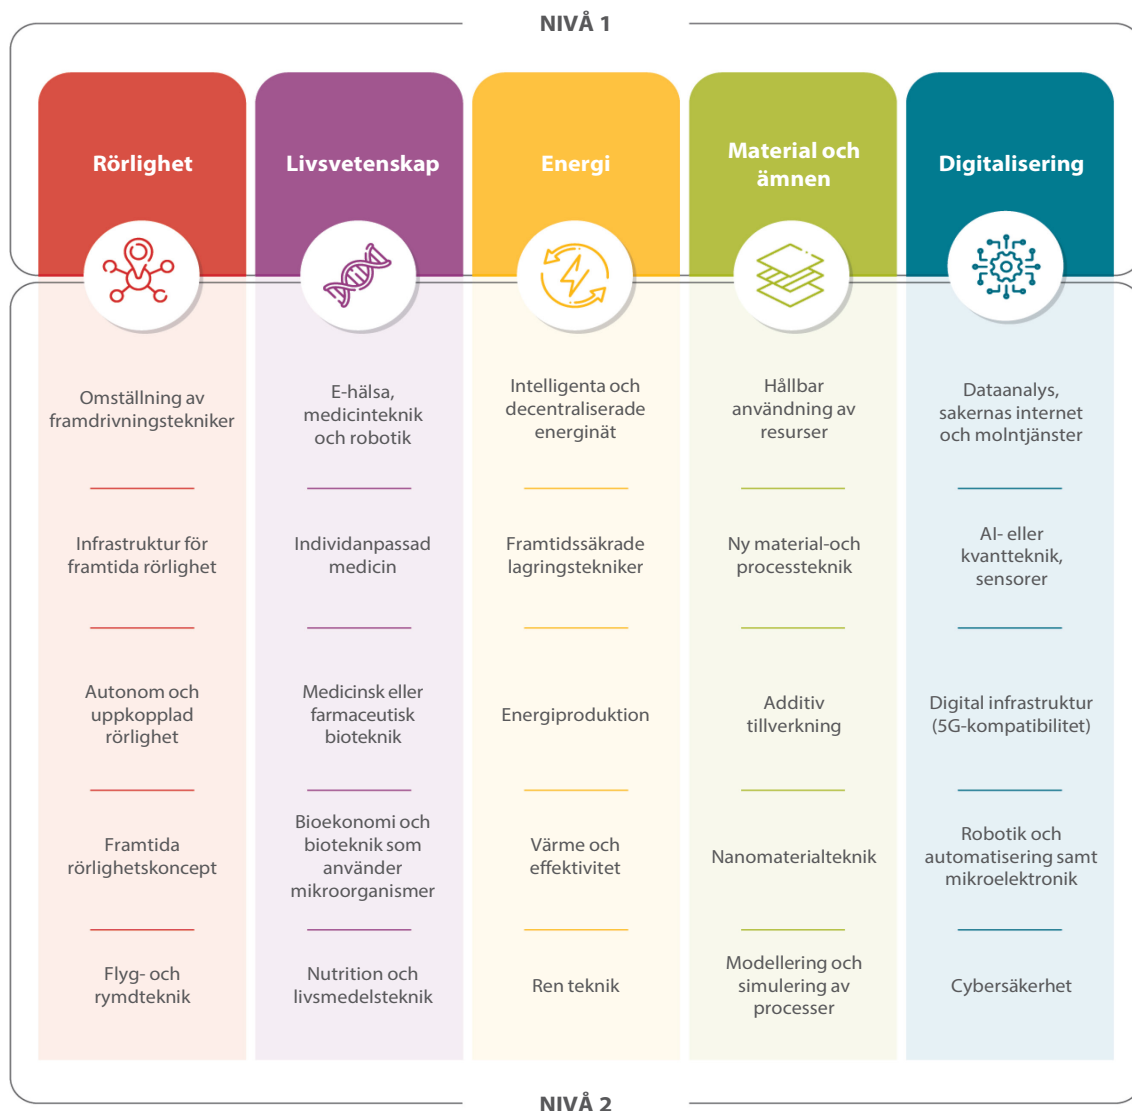 NIVÅ 1
Rörlighet
Livsvetenskap
Energi
Material och
ämnen
Digitalisering
Omställning av
framdrivningstekniker
Infrastruktur för
framtida rörlighet
Autonom och
uppkopplad
rörlighet
Framtida
rörlighetskoncept
Flyg- och
rymdteknik
E-hälsa,
medicinteknik
och robotik
Individanpassad
medicin
Medicinsk eller
farmaceutisk
bioteknik
Bioekonomi och
bioteknik som
använder
mikroorganismer
Nutrition och
livsmedelsteknik
Intelligenta och
decentraliserade
energinät
Framtidssäkrade
lagringstekniker
Energiproduktion
Värme och
effektivitet
Ren teknik
Hållbar
användning av
resurser
Ny material-och
processteknik
Additiv
tillverkning
Nanomaterialteknik
Modellering och
simulering av
processer
Dataanalys,
sakernas internet
och molntjänster
AI- eller
kvantteknik,
sensorer
Digital infrastruktur
(5G-kompatibilitet)
Robotik och
automatisering samt
mikroelektronik
Cybersäkerhet
NIVÅ 2